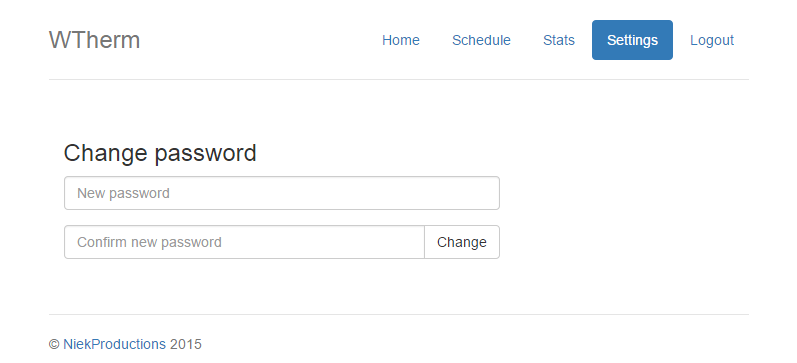 WTherm Home Schedule Stats Settings Logout
Change password
New password
Confirm new password Change
© NiekProductions 2015